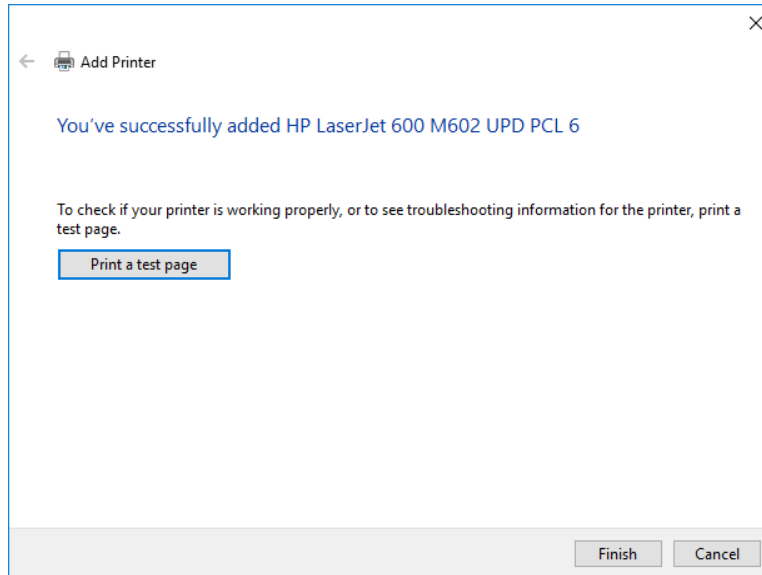 Add Printer
You've successfully added HP LaserJet 600 M602 UPD PCL 6
To check if your printer is working properly, or to see troubleshooting information for the printer, print a
test page.
Print a test page
Finish
Cancel